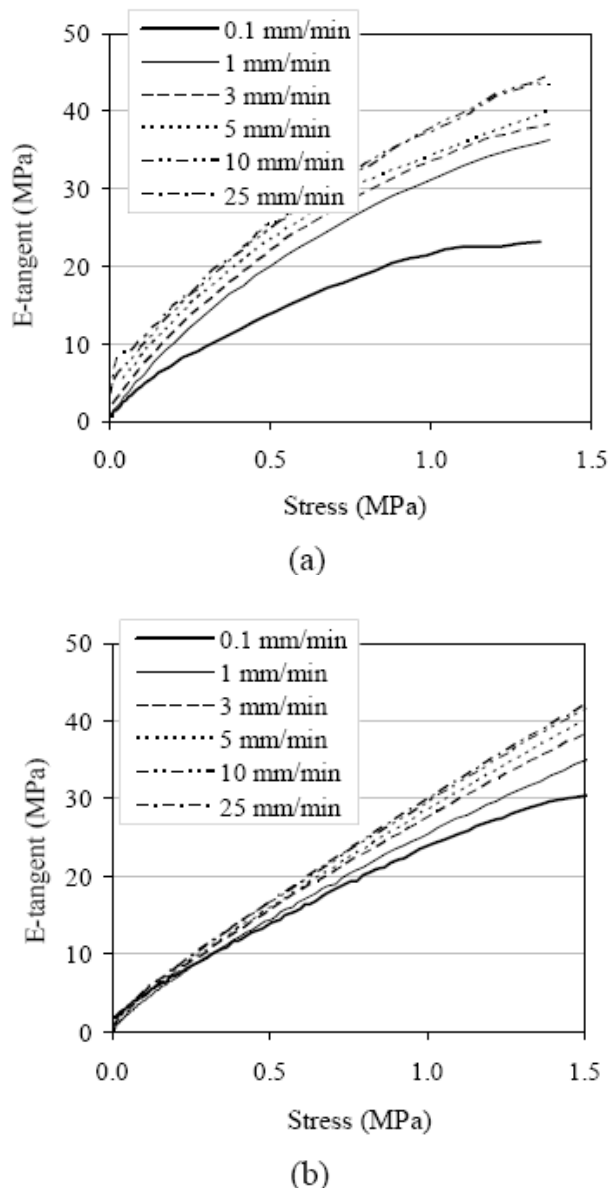 50
40
30
20
10
0
E-tangent (MPa)
0.1 mm/min
1 mm/min
3 mm/min
5 mm/min
10 mm/min
25 mm/min
0.0 0.5 1.0 1.5
Stress (MPa)
(a)
50
40
30
20
10
0
E-tangent (MPa)
0.1 mm/min
1 mm/min
3 mm/min
5 mm/min
10 mm/min
25 mm/min
0.0 0.5 1.0 1.5
Stress (MPa)
(b)